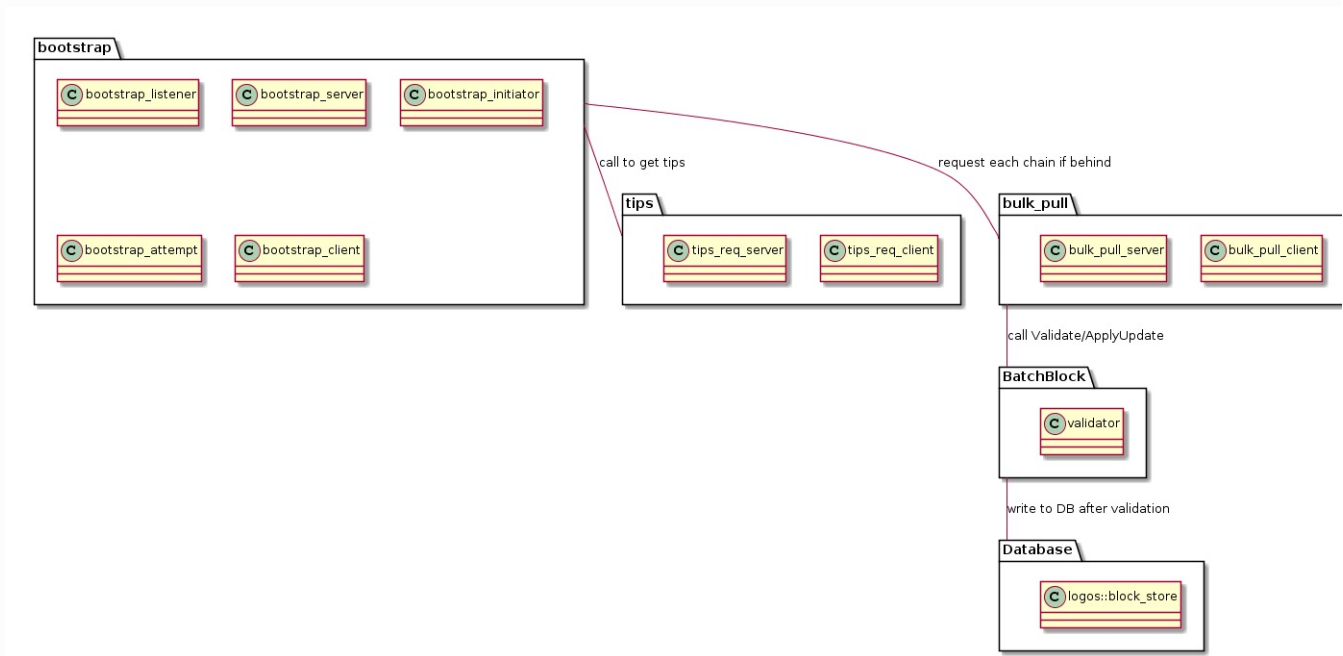 bootstrap
C bootstrap_listener
C bootstrap_server
C bootstrap_initiator
call to get tips
request each chain if behind
tips
bulk_pull
C bootstrap_attempt
C bootstrap_client
C tips_req_server
C tips_req_client
C bulk_pull_server
C bulk_pull_client
call Validate/ApplyUpdate
BatchBlock
C validator
write to DB after validation
Database
C logos::block_store